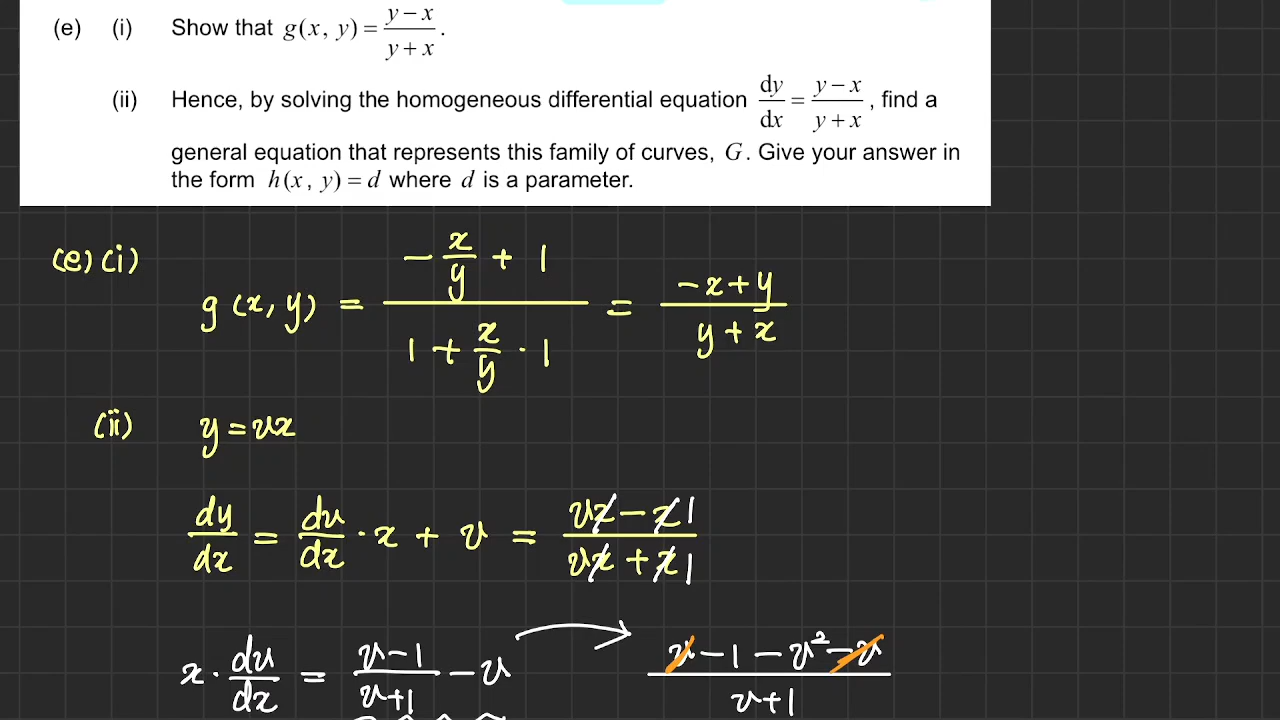 (e) (i) Show that g(x, y) = (y − x)/(y + x).
(ii) Hence, by solving the homogeneous differential equation dy/dx = (y − x)/(y + x), find a
general equation that represents this family of curves, G. Give your answer in
the form h(x, y) = d where d is a parameter.
(e) (i)
g(x, y) = (−x/y + 1)/(1 + x/y · 1) = (−x + y)/(y + x)
(ii) y = vx
dy/dx = dv/dx · x + v = (vx − x 1)/(vx + x 1)
x · dv/dx = (v − 1)/(v + 1) − v → (v − 1 − v² − v)/(v + 1)